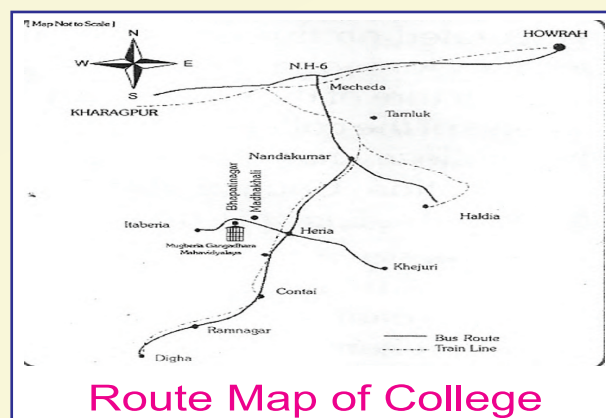 [ Map Not to Scale ]
N
W
E
S
HOWRAH
N.H-6
Mecheda
KHARAGPUR
Tamluk
Nandakumar
Bhopatinagar
Madhakhali
Haldia
Itaberia
Heria
Mugberia Gangadhara
Mahavidyalaya
Khejuri
Contai
Ramnagar
Digha
Bus Route
Train Line
Route Map of College